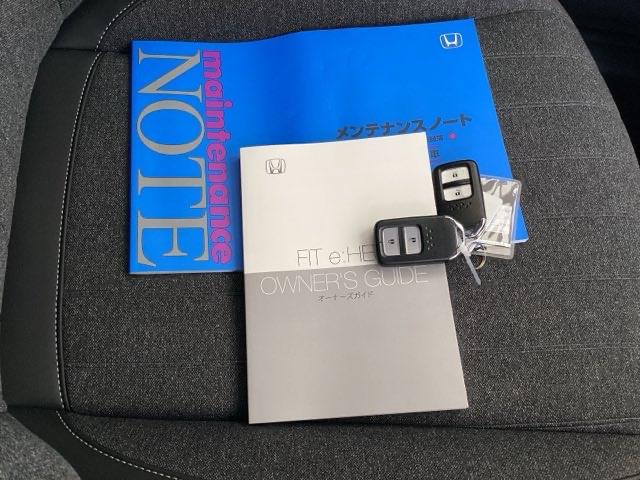 maintenance
NOTE
メンテナンスノート
車
FIT e:HE
OWNER'S GUIDE
オーナーズガイド